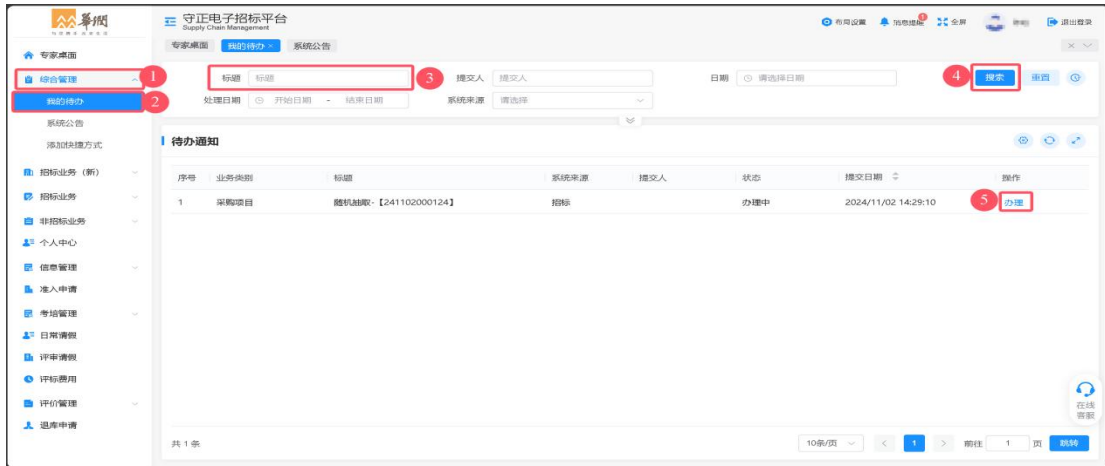 華潤
守正电子招标平台
Supply Chain Management
布局设置
消息提醒
全屏
退出登录
专家桌面
我的待办 ×
系统公告
专家桌面
综合管理
1
我的待办
2
系统公告
添加快捷方式
招标业务（新）
招标业务
非招标业务
个人中心
信息管理
准入申请
考培管理
日常请假
评审请假
评标费用
评价管理
退库申请
标题 标题
3
提交人 提交人
日期 请选择日期
4
搜索
重置
处理日期 开始日期 - 结束日期
系统来源 请选择
待办通知
序号 业务类别 标题 系统来源 提交人 状态 提交日期 操作
1 采购项目 随机抽取-【241102000124】 招标 办理中 2024/11/02 14:29:10 5 办理
在线
客服
共 1 条
10条/页 < 1 > 前往 1 页 跳转